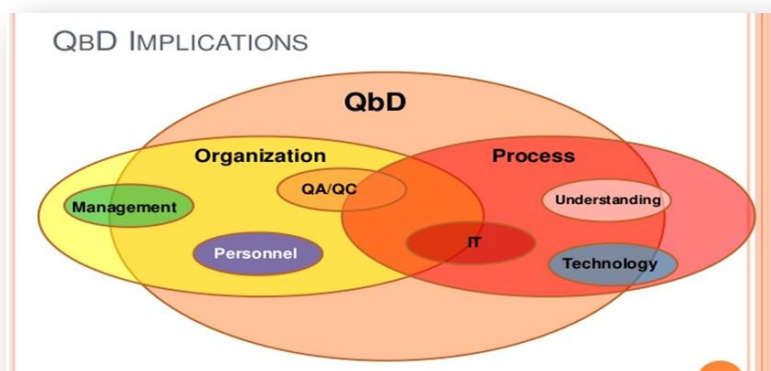 QBD IMPLICATIONS
QbD
Organization
Process
QA/QC
Management
Understanding
Personnel
IT
Technology